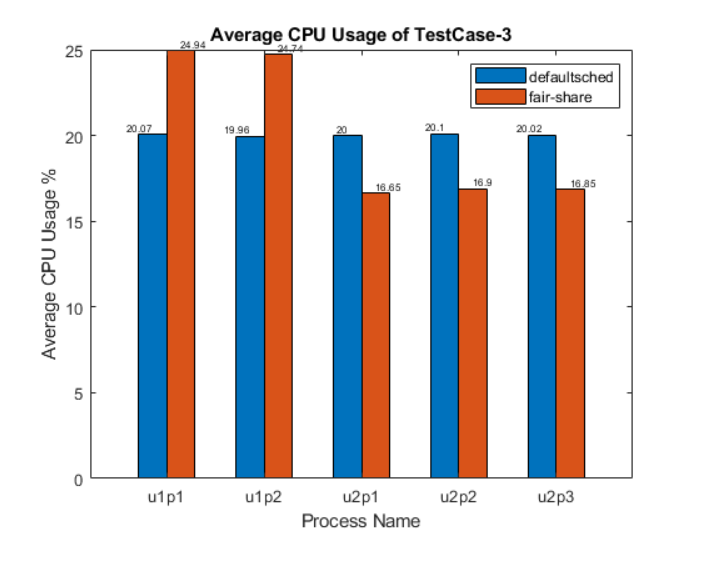 Average CPU Usage of TestCase-3
25
20
15
10
5
0
Average CPU Usage %
24.94
24.74
20.07
19.96
20
20.1
20.02
16.65
16.9
16.85
defaultsched
fair-share
u1p1
u1p2
u2p1
u2p2
u2p3
Process Name